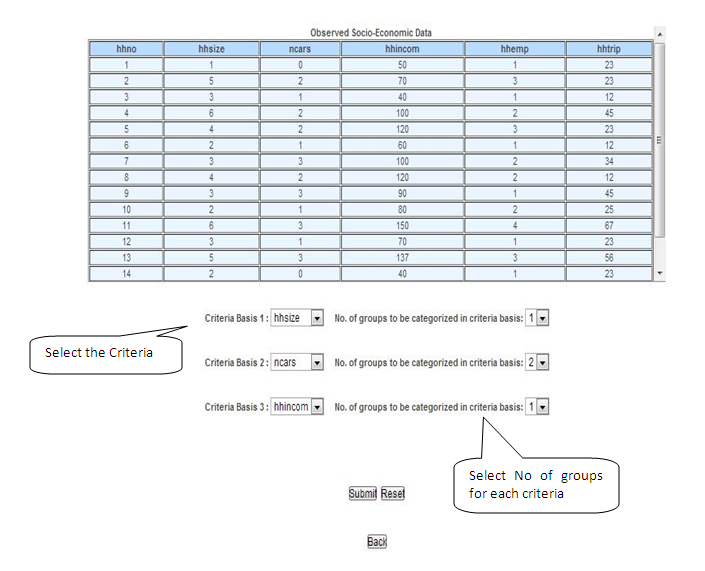 Observed Socio-Economic Data
hhno hhsize ncars hhincom hhemp hhtrip
1 1 0 50 1 23
2 5 2 70 3 23
3 3 1 40 1 12
4 6 2 100 2 45
5 4 2 120 3 23
6 2 1 60 1 12
7 3 3 100 2 34
8 4 2 120 2 12
9 3 3 90 1 45
10 2 1 80 2 25
11 6 3 150 4 67
12 3 1 70 1 23
13 5 3 137 3 56
14 2 0 40 1 23
Criteria Basis 1 : hhsize No. of groups to be categorized in criteria basis: 1
Select the Criteria
Criteria Basis 2 : ncars No. of groups to be categorized in criteria basis: 2
Criteria Basis 3 : hhincom No. of groups to be categorized in criteria basis: 1
Select No of groups
for each criteria
Submit Reset
Back